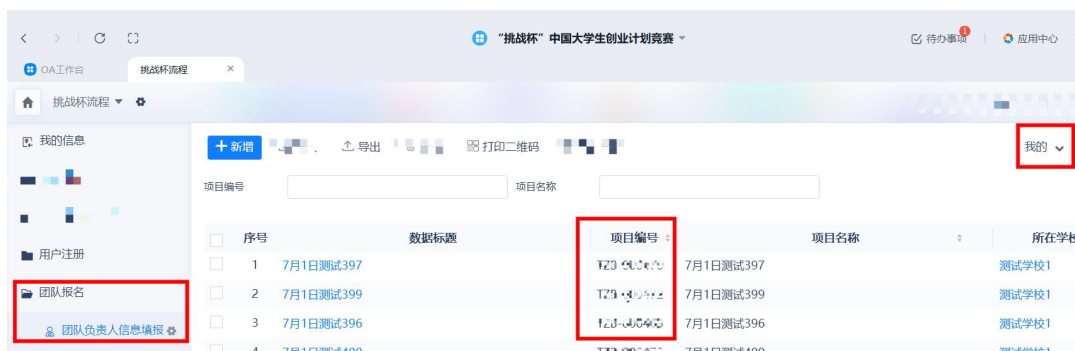 “挑战杯”中国大学生创业计划竞赛
待办事项 1
应用中心
OA工作台
挑战杯流程 ×
挑战杯流程
我的信息
新增
导出
打印二维码
我的
项目编号
项目名称
用户注册
序号 数据标题 项目编号 项目名称 所在学校
1 7月1日测试397 7月1日测试397 测试学校1
团队报名
2 7月1日测试399 7月1日测试399 测试学校1
团队负责人信息填报
3 7月1日测试396 7月1日测试396 测试学校1